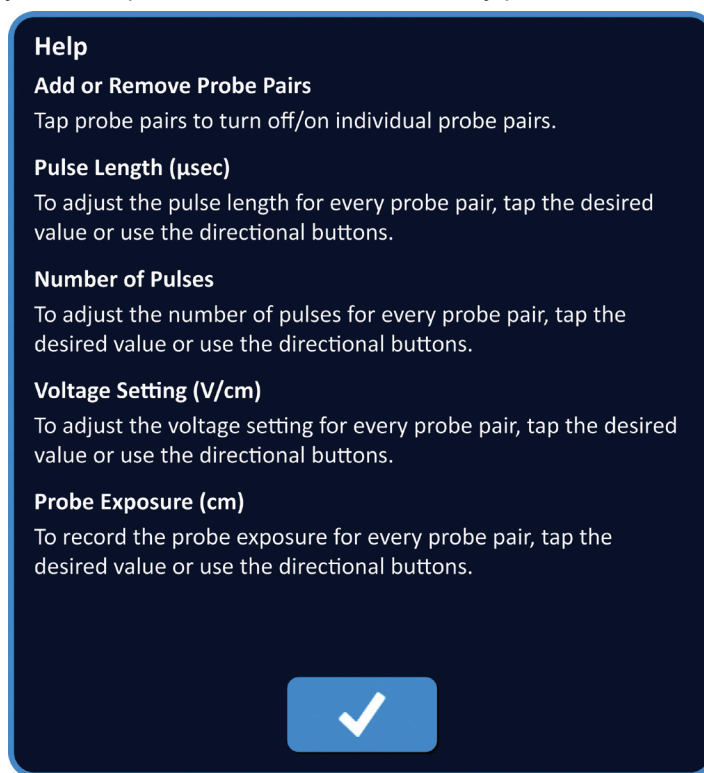 Help
Add or Remove Probe Pairs
Tap probe pairs to turn off/on individual probe pairs.
Pulse Length (µsec)
To adjust the pulse length for every probe pair, tap the desired
value or use the directional buttons.
Number of Pulses
To adjust the number of pulses for every probe pair, tap the
desired value or use the directional buttons.
Voltage Setting (V/cm)
To adjust the voltage setting for every probe pair, tap the desired
value or use the directional buttons.
Probe Exposure (cm)
To record the probe exposure for every probe pair, tap the
desired value or use the directional buttons.